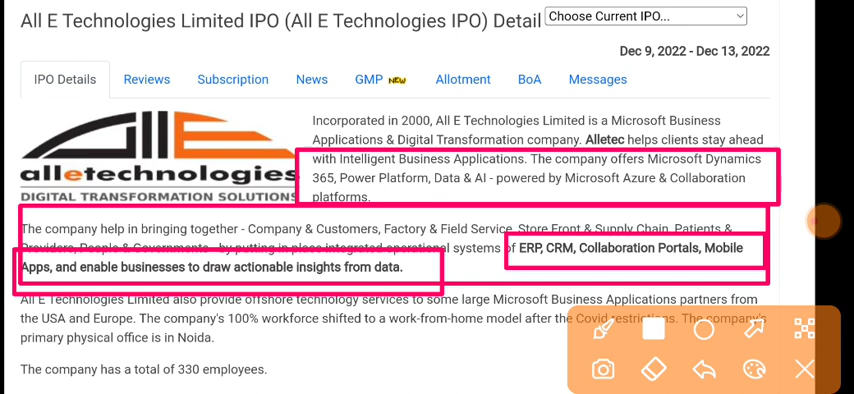 All E Technologies Limited IPO (All E Technologies IPO) Detail
Choose Current IPO...
Dec 9, 2022 - Dec 13, 2022
IPO Details Reviews Subscription News GMP NEW Allotment BoA Messages
alletechnologies
DIGITAL TRANSFORMATION SOLUTIONS
Incorporated in 2000, All E Technologies Limited is a Microsoft Business
Applications & Digital Transformation company. Alletec helps clients stay ahead
with Intelligent Business Applications. The company offers Microsoft Dynamics
365, Power Platform, Data & AI - powered by Microsoft Azure & Collaboration
platforms.
The company help in bringing together - Company & Customers, Factory & Field Service, Store Front & Supply Chain, Patients &
Providers, People & Governments - by putting in place integrated operational systems of ERP, CRM, Collaboration Portals, Mobile
Apps, and enable businesses to draw actionable insights from data.
All E Technologies Limited also provide offshore technology services to some large Microsoft Business Applications partners from
the USA and Europe. The company's 100% workforce shifted to a work-from-home model after the Covid restrictions. The company's
primary physical office is in Noida.
The company has a total of 330 employees.